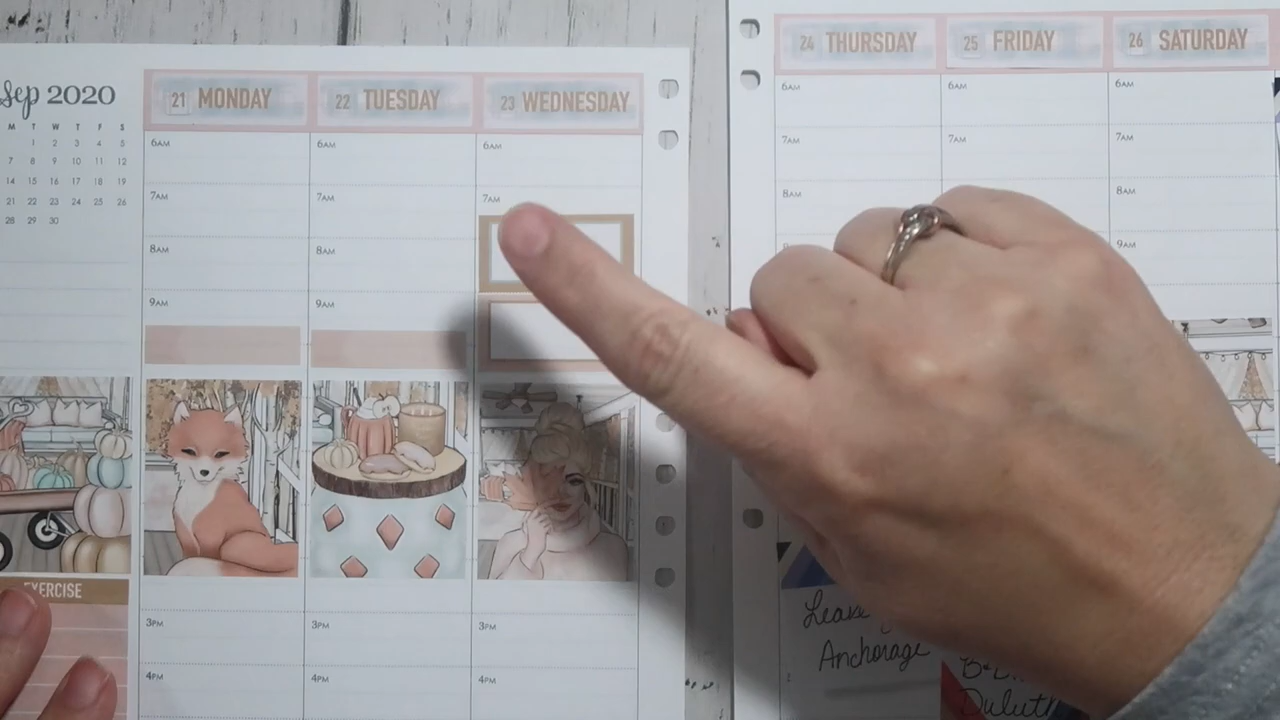 Sep 2020
M T W T F S
1 2 3 4 5
7 8 9 10 11 12
14 15 16 17 18 19
21 22 23 24 25 26
28 29 30
EXERCISE
21 MONDAY 22 TUESDAY 23 WEDNESDAY
6AM 6AM 6AM
7AM 7AM 7AM
8AM 8AM
9AM 9AM
3PM 3PM 3PM
4PM 4PM 4PM
24 THURSDAY 25 FRIDAY 26 SATURDAY
6AM 6AM 6AM
7AM 7AM 7AM
8AM 8AM 8AM
9AM
Leave
Anchorage